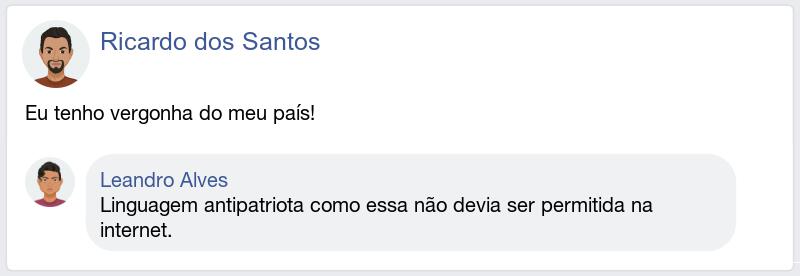 Ricardo dos Santos
Eu tenho vergonha do meu país!
Leandro Alves
Linguagem antipatriota como essa não devia ser permitida na
internet.